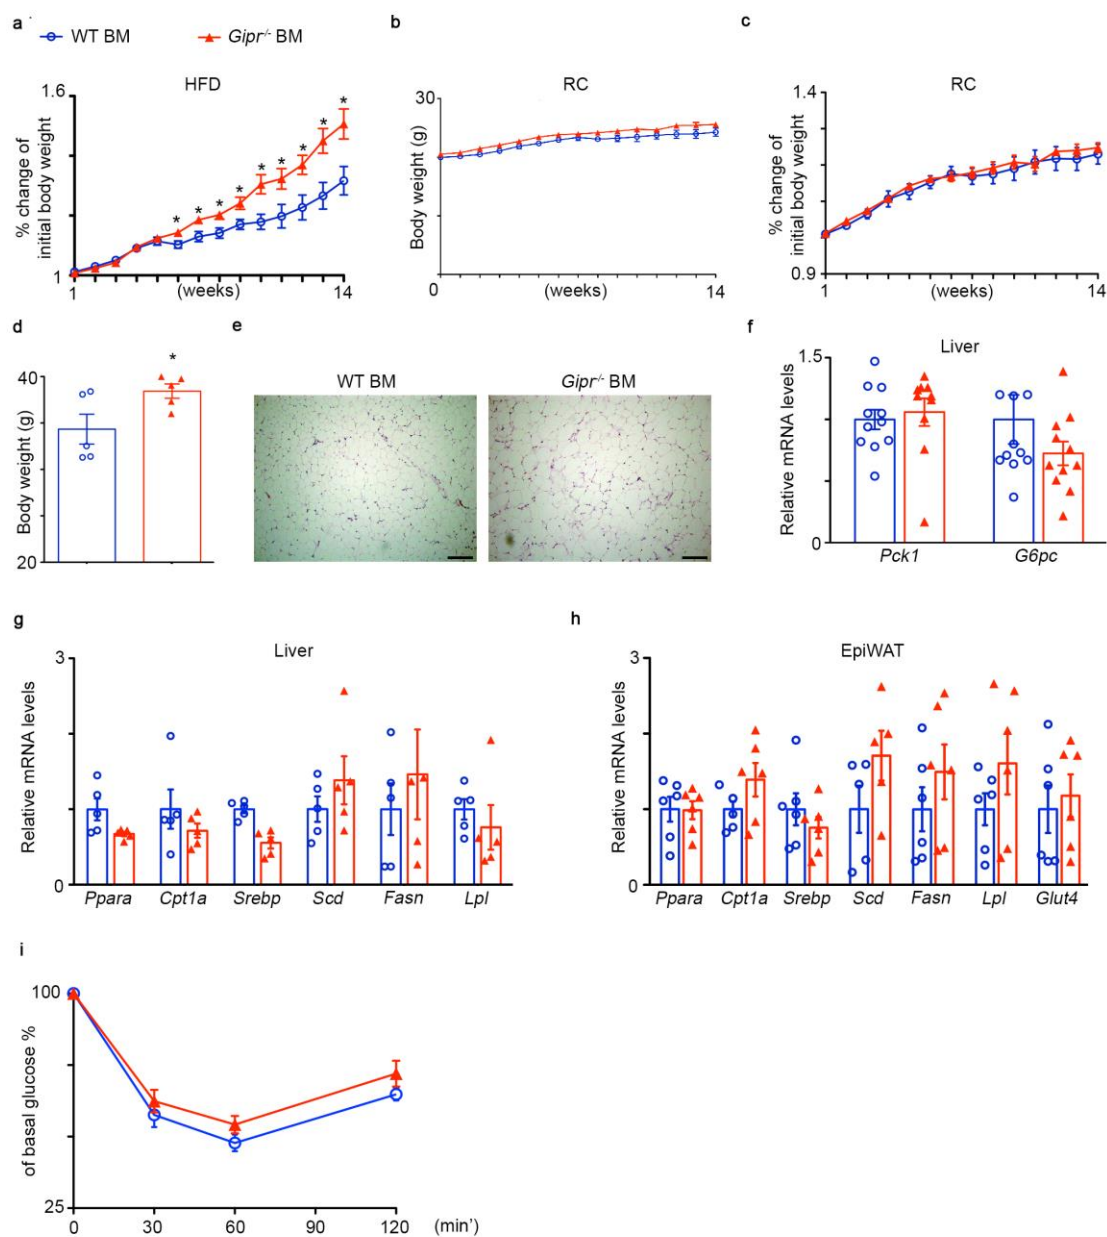 a
WT BM
Gipr-/- BM
b
c
HFD
RC
RC
1.6
% change of
initial body weight
1
1
(weeks)
14
30
Body weight (g)
0
(weeks)
14
1.4
% change of
initial body weight
0.9
1
(weeks)
14
* * * * * * * * *
d
e
f
40
Body weight (g)
20
*
WT BM
Gipr-/- BM
Liver
1.5
Relative mRNA levels
0
Pck1
G6pc
g
h
Liver
3
Relative mRNA levels
0
Ppara Cpt1a Srebp Scd Fasn Lpl
EpiWAT
3
Relative mRNA levels
0
Ppara Cpt1a Srebp Scd Fasn Lpl Glut4
i
100
of basal glucose %
25
0 30 60 90 120 (min')